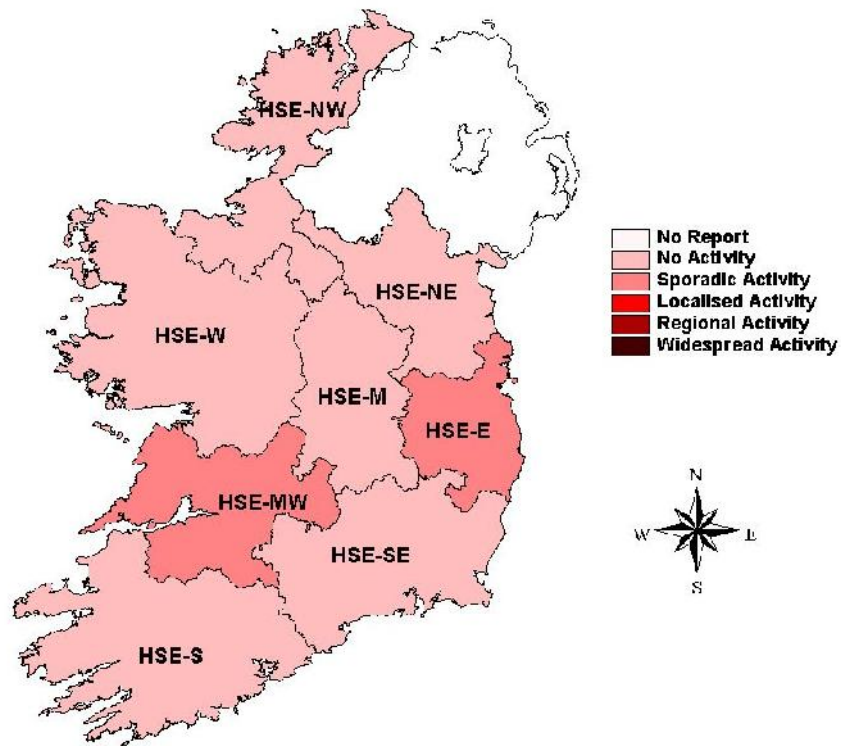 HSE-NW
HSE-NE
HSE-W
HSE-M
HSE-E
HSE-MW
HSE-SE
HSE-S
No Report
No Activity
Sporadic Activity
Localised Activity
Regional Activity
Widespread Activity
N
W E
S